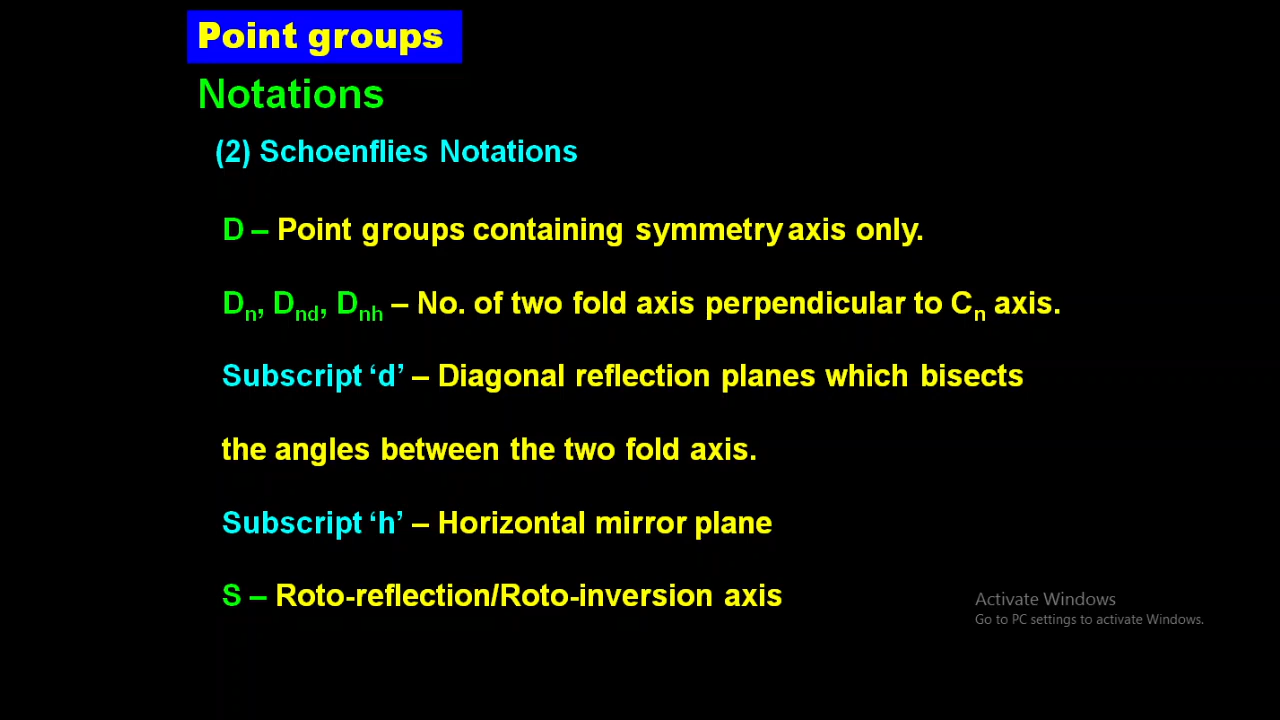 Point groups
Notations
(2) Schoenflies Notations
D – Point groups containing symmetry axis only.
Dn, Dnd, Dnh – No. of two fold axis perpendicular to Cn axis.
Subscript ‘d’ – Diagonal reflection planes which bisects
the angles between the two fold axis.
Subscript ‘h’ – Horizontal mirror plane
S – Roto-reflection/Roto-inversion axis
Activate Windows
Go to PC settings to activate Windows.